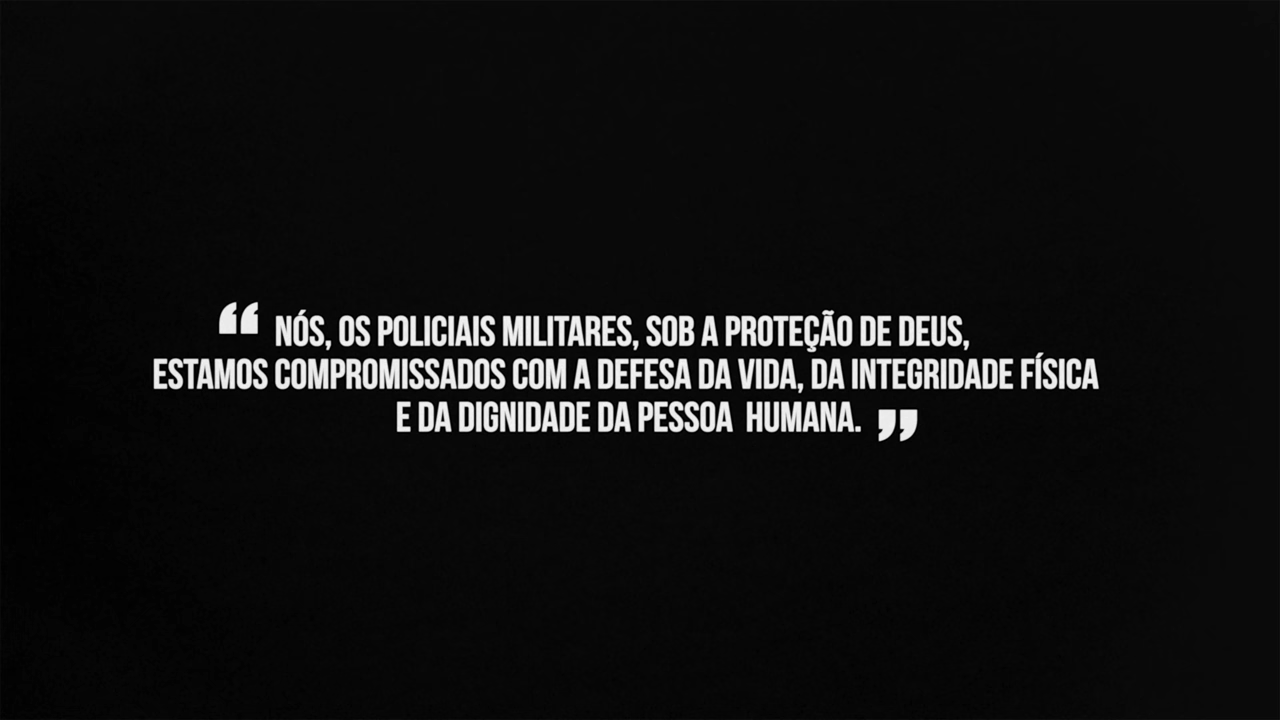 “ NÓS, OS POLICIAIS MILITARES, SOB A PROTEÇÃO DE DEUS,
ESTAMOS COMPROMISSADOS COM A DEFESA DA VIDA, DA INTEGRIDADE FÍSICA
E DA DIGNIDADE DA PESSOA HUMANA. ”